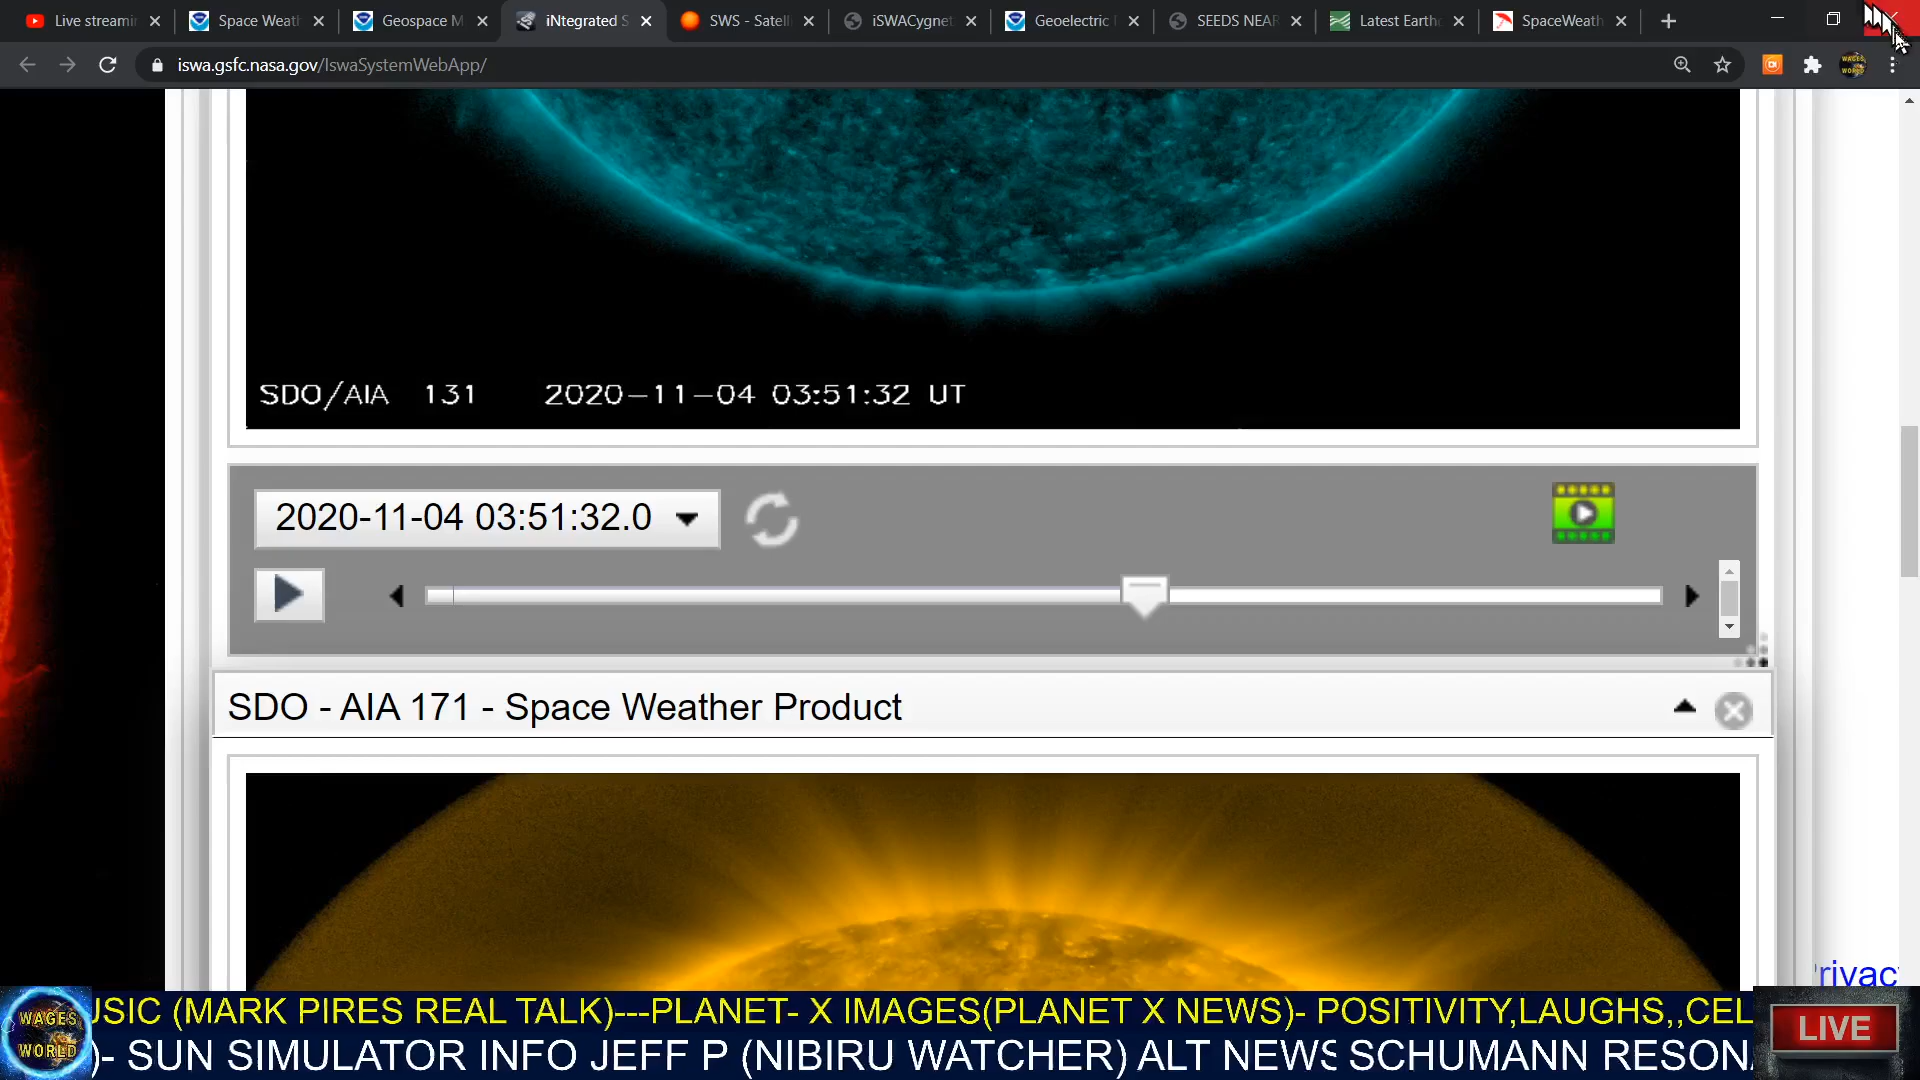 Live streamin
Space Weath
Geospace M
iNtegrated S
SWS - Satell
iSWACygnet
Geoelectric
SEEDS NEAR
Latest Earth
SpaceWeath
iswa.gsfc.nasa.gov/IswaSystemWebApp/
SDO/AIA 131 2020-11-04 03:51:32 UT
2020-11-04 03:51:32.0
SDO - AIA 171 - Space Weather Product
rivac
USIC (MARK PIRES REAL TALK)---PLANET- X IMAGES(PLANET X NEWS)- POSITIVITY,LAUGHS,,CEL
)- SUN SIMULATOR INFO JEFF P (NIBIRU WATCHER) ALT NEWS SCHUMANN RESON
WAGES
WORLD
LIVE